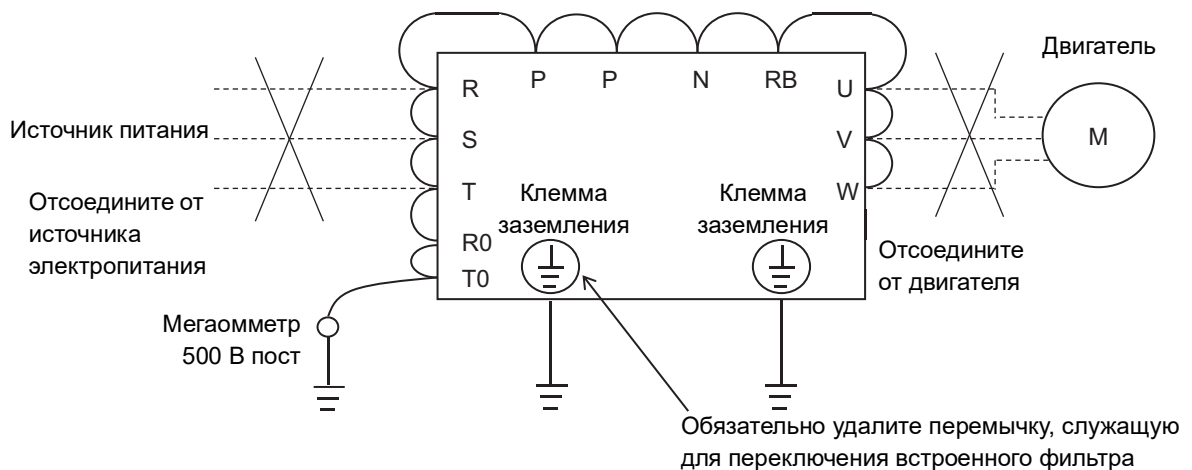 Двигатель
P P N RB
R
U
Источник питания
M
S
V
T
W
Клемма
заземления
Клемма
заземления
Отсоедините от
источника
электропитания
R0
T0
Отсоедините
от двигателя
Мегаомметр
500 В пост
Обязательно удалите перемычку, служащую
для переключения встроенного фильтра